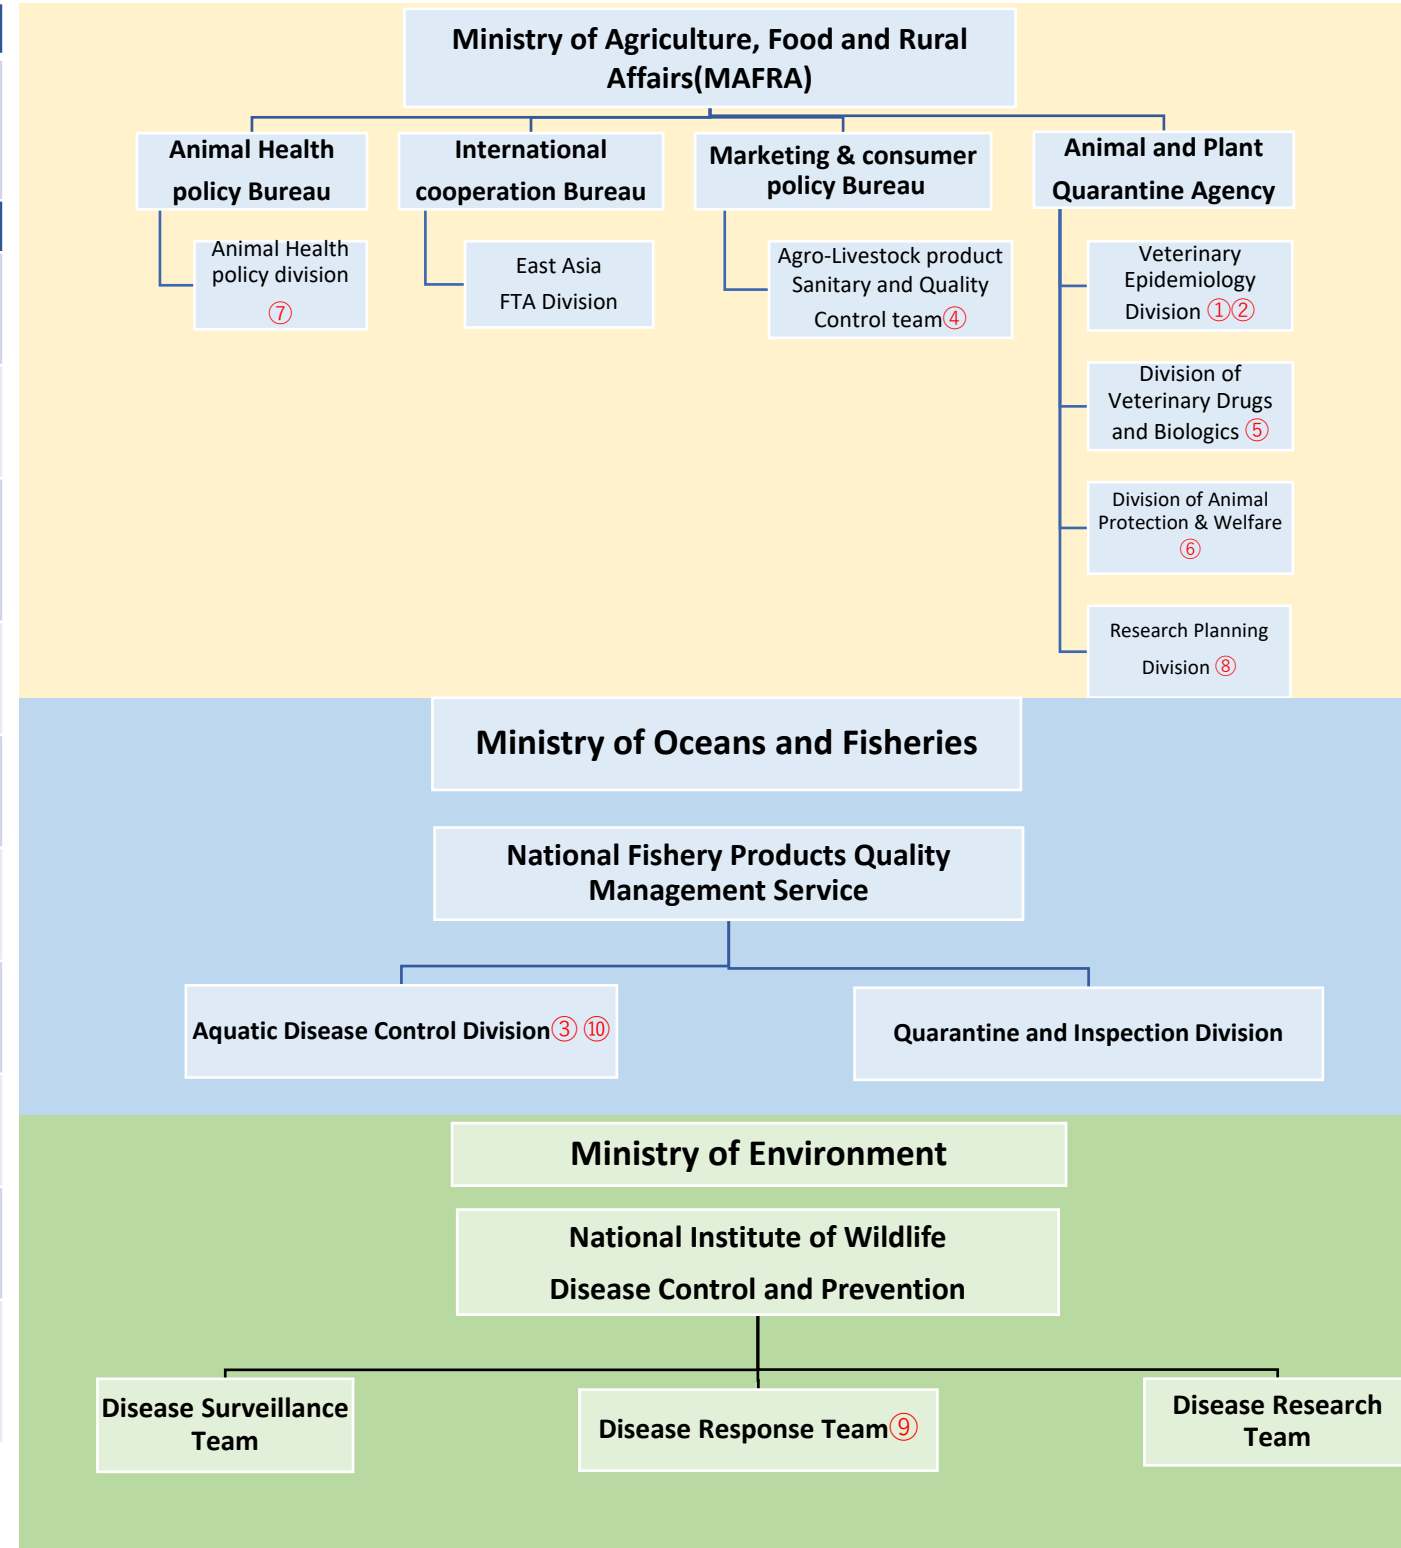 Ministry of Agriculture, Food and Rural
Affairs(MAFRA)
Animal Health
policy Bureau
International
cooperation Bureau
Marketing & consumer
policy Bureau
Animal and Plant
Quarantine Agency
Animal Health
policy division
⑦
East Asia
FTA Division
Agro-Livestock product
Sanitary and Quality
Control team④
Veterinary
Epidemiology
Division ①②
Division of
Veterinary Drugs
and Biologics ⑤
Division of Animal
Protection & Welfare
⑥
Research Planning
Division ⑧
Ministry of Oceans and Fisheries
National Fishery Products Quality
Management Service
Aquatic Disease Control Division③ ⑩
Quarantine and Inspection Division
Ministry of Environment
National Institute of Wildlife
Disease Control and Prevention
Disease Surveillance
Team
Disease Response Team⑨
Disease Research
Team